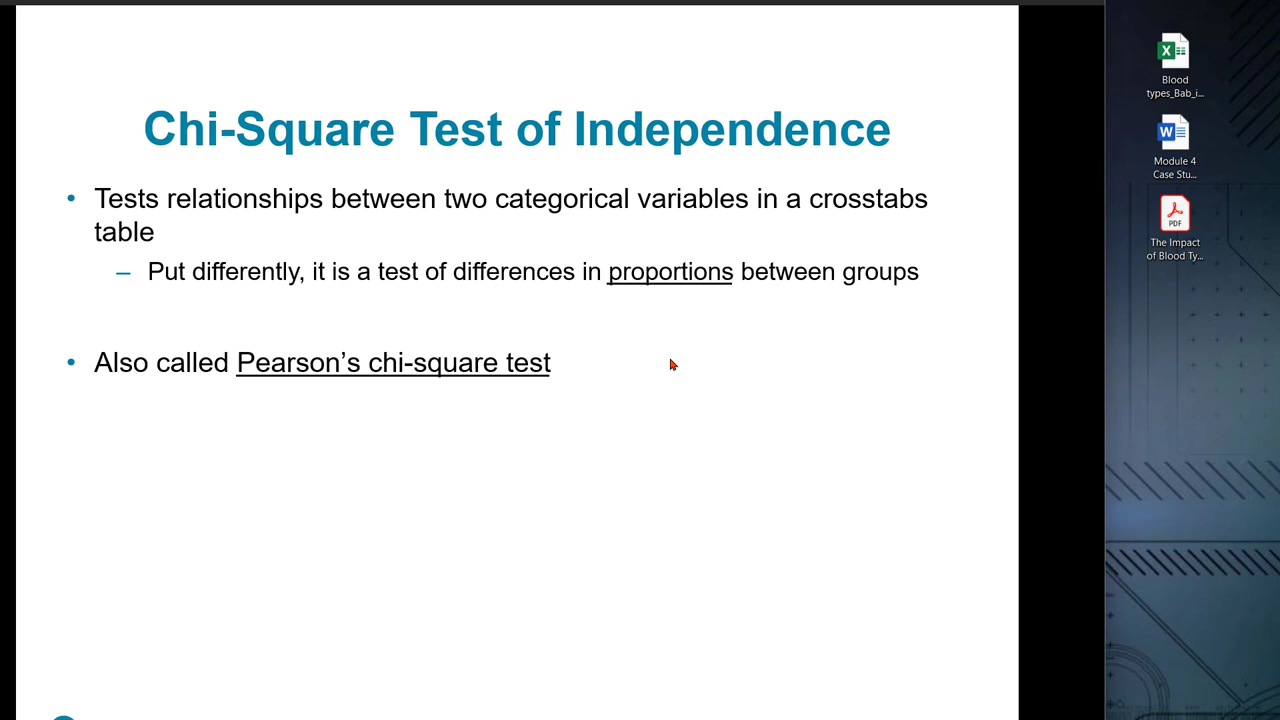 Chi-Square Test of Independence
• Tests relationships between two categorical variables in a crosstabs
table
– Put differently, it is a test of differences in proportions between groups
• Also called Pearson’s chi-square test
X
Blood
types_Bab_i...
W
Module 4
Case Stu...
PDF
The Impact
of Blood Ty...